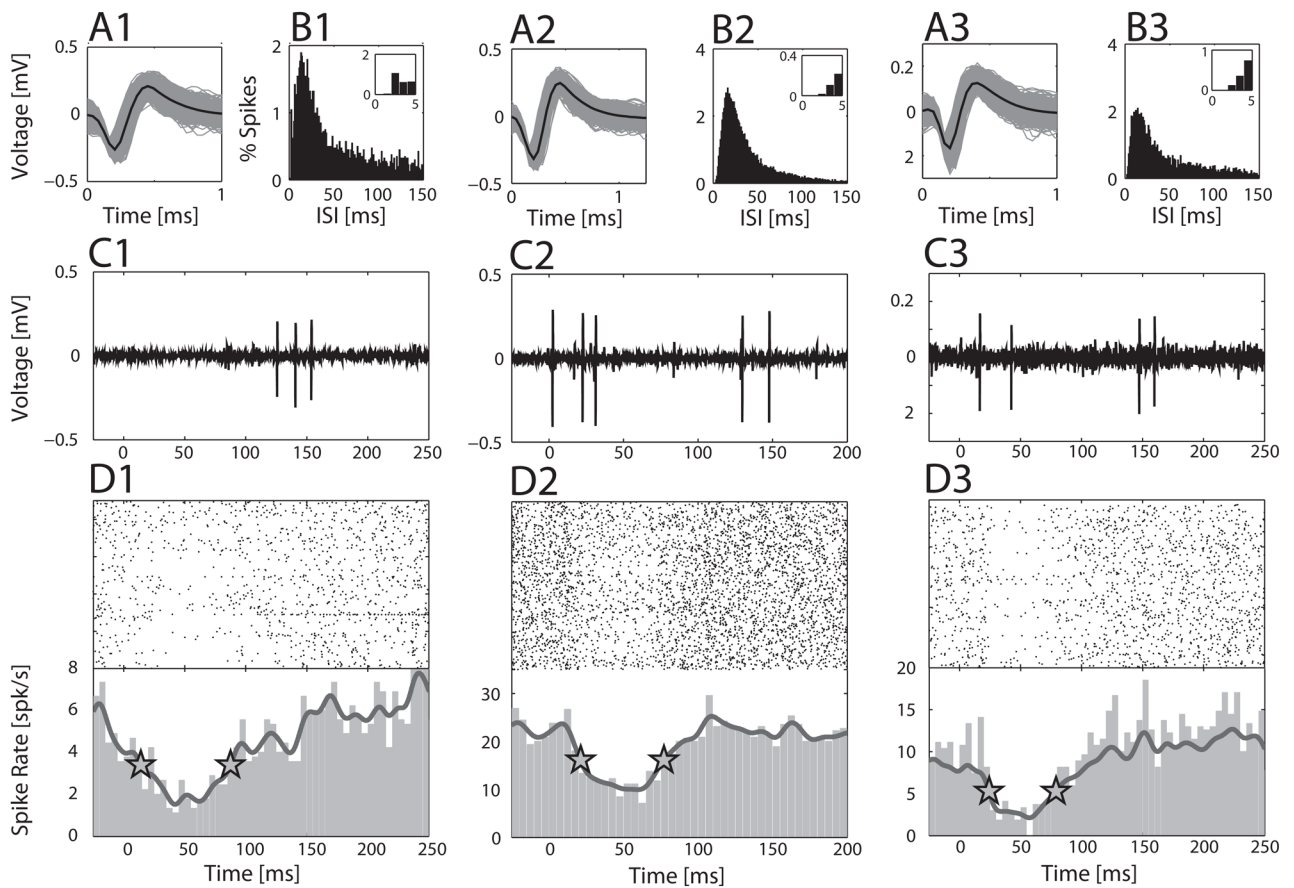 A1 B1 A2 B2 A3 B3
0.5 2 2 0.5 4 0.4 0.2 4 1
Voltage [mV] 0 % Spikes 1 0 0 5 0 2 0 0 5 0 2 0 0 5
−0.5 0 −0.5 0 2 0
0 1 0 50 100 150 0 1 0 50 100 150 0 1 0 50 100 150
Time [ms] ISI [ms] Time [ms] ISI [ms] Time [ms] ISI [ms]
C1 C2 C3
0.5 0.5 0.2
Voltage [mV] 0 0 0
−0.5 −0.5 2
0 50 100 150 200 250 0 50 100 150 200 0 50 100 150 200 250
D1 D2 D3
8 30 20
6 20 15
Spike Rate [spk/s] 4 10 10
2 0 5
0 0
0 50 100 150 200 250 0 50 100 150 200 0 50 100 150 200 250
Time [ms] Time [ms] Time [ms]